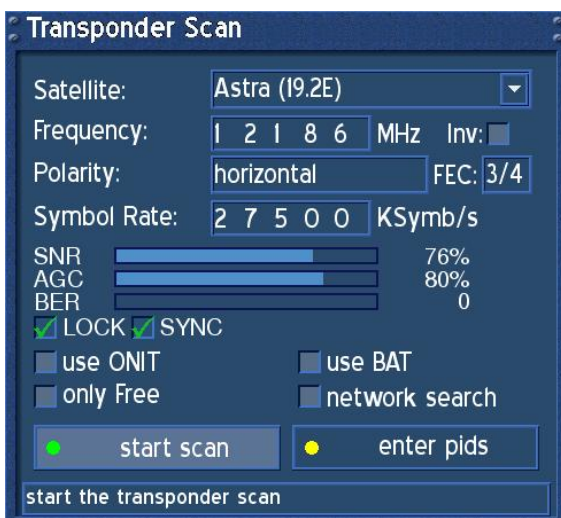 Transponder Scan
Satellite: Astra (19.2E)
Frequency: 1 2 1 8 6 MHz Inv:
Polarity: horizontal FEC: 3/4
Symbol Rate: 2 7 5 0 0 KSymb/s
SNR 76%
AGC 80%
BER 0
LOCK SYNC
use ONIT use BAT
only Free network search
start scan enter pids
start the transponder scan